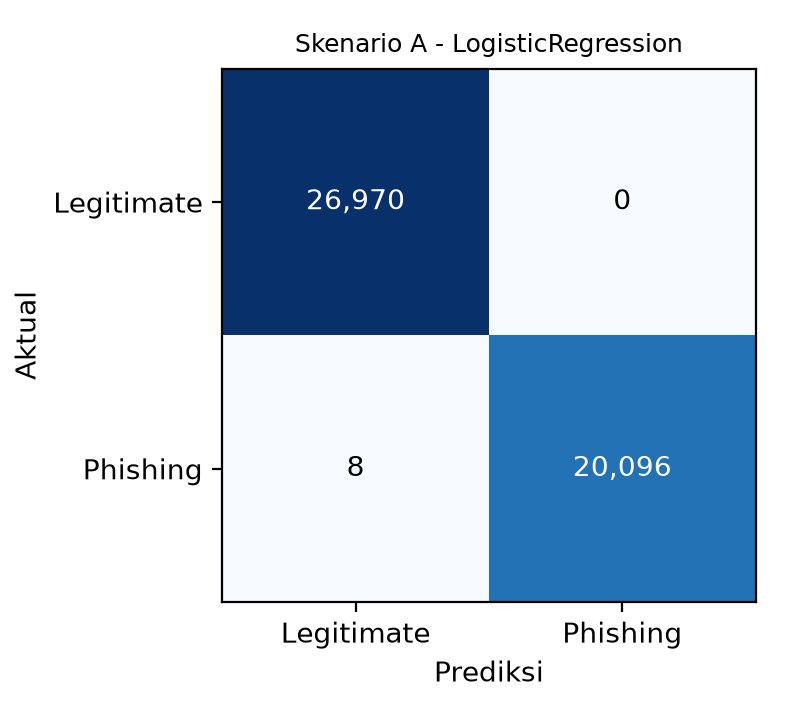 Skenario A - LogisticRegression
Legitimate
26,970
0
Aktual
Phishing
8
20,096
Legitimate
Phishing
Prediksi